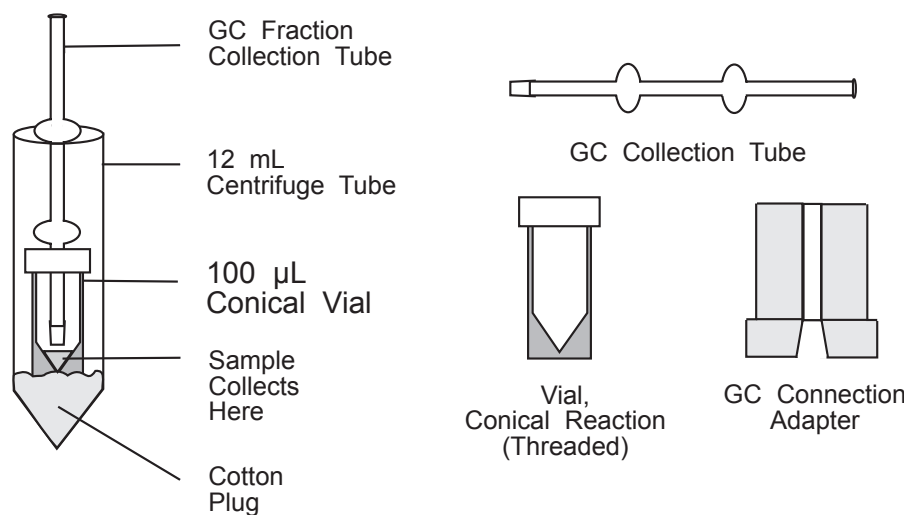 GC Fraction
Collection Tube
12 mL
Centrifuge Tube
100 µL
Conical Vial
Sample
Collects
Here
Cotton
Plug
GC Collection Tube
Vial,
Conical Reaction
(Threaded)
GC Connection
Adapter